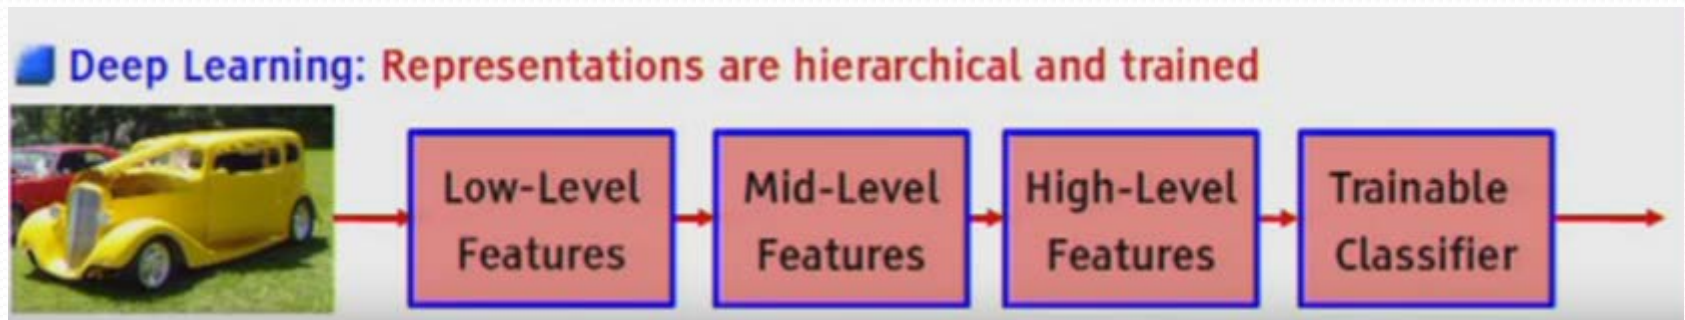 Deep Learning: Representations are hierarchical and trained
Low-Level
Features
Mid-Level
Features
High-Level
Features
Trainable
Classifier